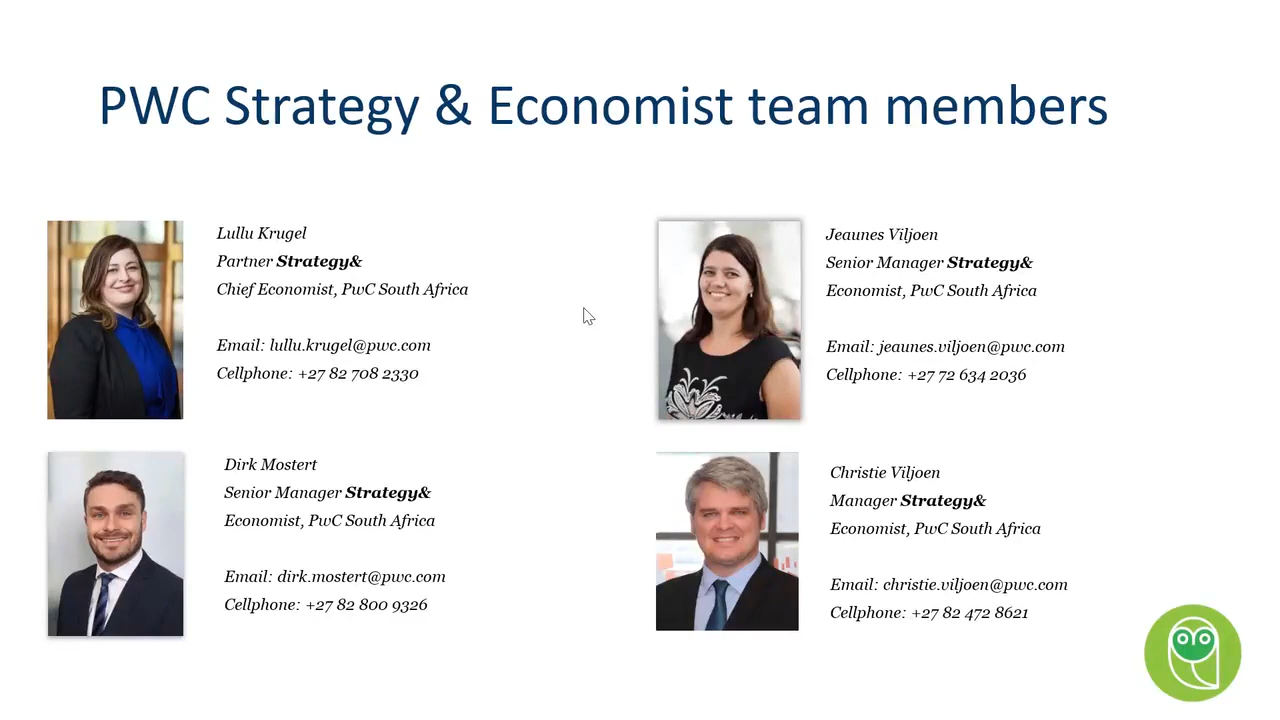 PWC Strategy & Economist team members
Lullu Krugel
Partner Strategy&
Chief Economist, PwC South Africa
Email: lullu.krugel@pwc.com
Cellphone: +27 82 708 2330
Jeaunes Viljoen
Senior Manager Strategy&
Economist, PwC South Africa
Email: jeaunes.viljoen@pwc.com
Cellphone: +27 72 634 2036
Dirk Mostert
Senior Manager Strategy&
Economist, PwC South Africa
Email: dirk.mostert@pwc.com
Cellphone: +27 82 800 9326
Christie Viljoen
Manager Strategy&
Economist, PwC South Africa
Email: christie.viljoen@pwc.com
Cellphone: +27 82 472 8621